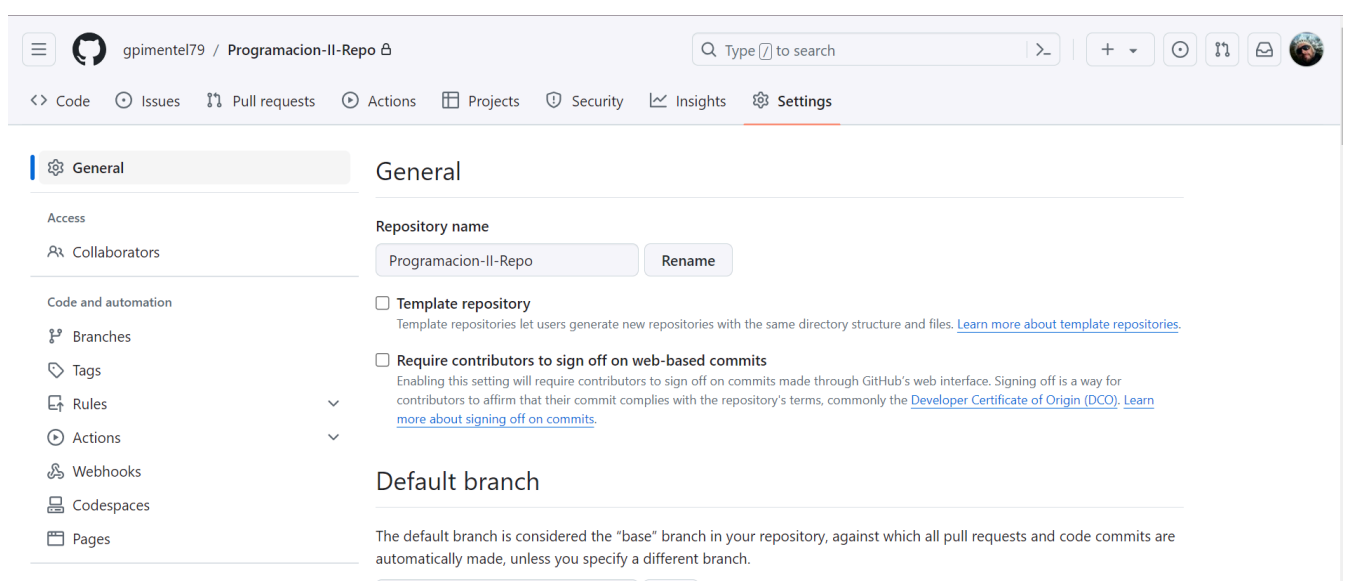 gpimentel79 / Programacion-II-Repo
Type / to search
Code
Issues
Pull requests
Actions
Projects
Security
Insights
Settings
General
Access
Collaborators
Code and automation
Branches
Tags
Rules
Actions
Webhooks
Codespaces
Pages
General
Repository name
Programacion-II-Repo
Rename
Template repository
Template repositories let users generate new repositories with the same directory structure and files. Learn more about template repositories.
Require contributors to sign off on web-based commits
Enabling this setting will require contributors to sign off on commits made through GitHub's web interface. Signing off is a way for
contributors to affirm that their commit complies with the repository's terms, commonly the Developer Certificate of Origin (DCO). Learn
more about signing off on commits.
Default branch
The default branch is considered the “base” branch in your repository, against which all pull requests and code commits are
automatically made, unless you specify a different branch.